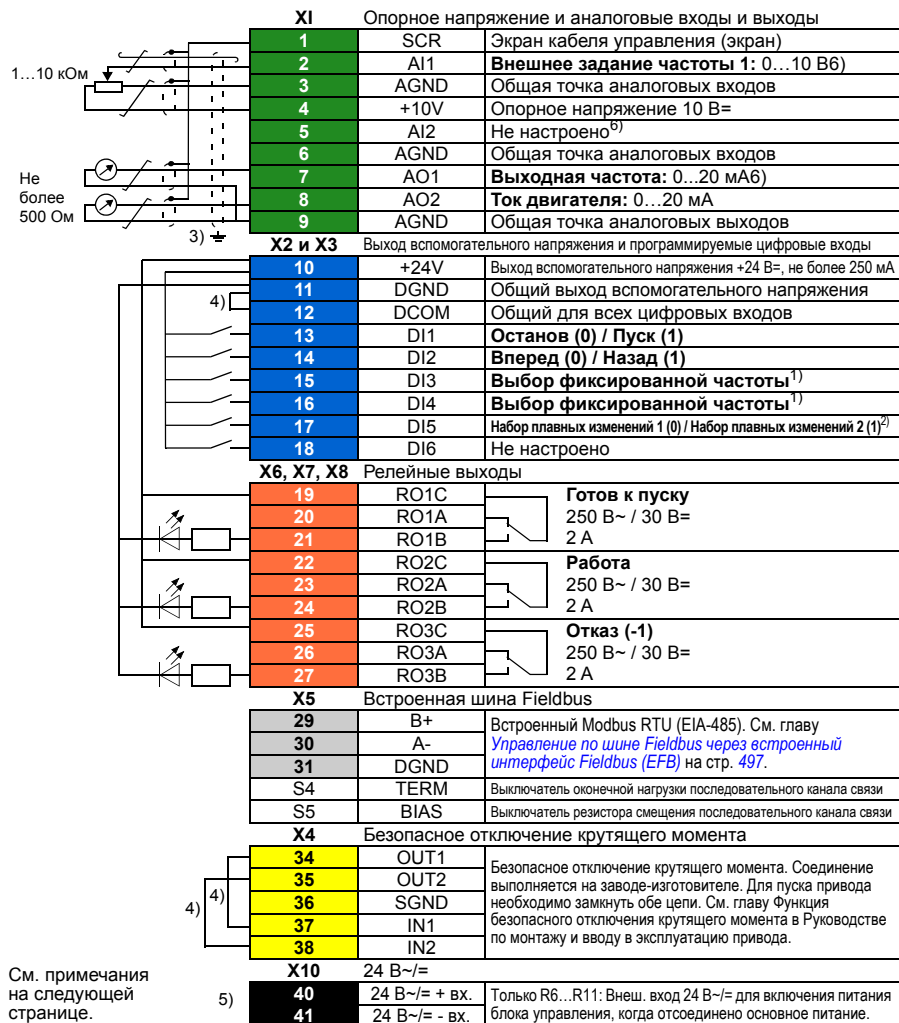 XI Опорное напряжение и аналоговые входы и выходы
1 SCR Экран кабеля управления (экран)
1…10 кОм
2 AI1 Внешнее задание частоты 1: 0…10 В6)
3 AGND Общая точка аналоговых входов
4 +10V Опорное напряжение 10 В=
5 AI2 Не настроено6)
6 AGND Общая точка аналоговых входов
7 AO1 Выходная частота: 0...20 мА6)
Не
более
500 Ом
8 AO2 Ток двигателя: 0…20 мА
9 AGND Общая точка аналоговых выходов
3)
X2 и X3 Выход вспомогательного напряжения и программируемые цифровые входы
10 +24V Выход вспомогательного напряжения +24 В=, не более 250 мА
11 DGND Общий выход вспомогательного напряжения
4)
12 DCOM Общий для всех цифровых входов
13 DI1 Останов (0) / Пуск (1)
14 DI2 Вперед (0) / Назад (1)
15 DI3 Выбор фиксированной частоты1)
16 DI4 Выбор фиксированной частоты1)
17 DI5 Набор плавных изменений 1 (0) / Набор плавных изменений 2 (1)2)
18 DI6 Не настроено
X6, X7, X8 Релейные выходы
19 RO1C Готов к пуску
20 RO1A 250 В~ / 30 В=
21 RO1B 2 A
22 RO2C Работа
23 RO2A 250 В~ / 30 В=
24 RO2B 2 A
25 RO3C Отказ (-1)
26 RO3A 250 В~ / 30 В=
27 RO3B 2 A
X5 Встроенная шина Fieldbus
29 B+
30 A-
31 DGND
Встроенный Modbus RTU (EIA-485). См. главу
Управление по шине Fieldbus через встроенный
интерфейс Fieldbus (EFB) на стр. 497.
S4 TERM Выключатель оконечной нагрузки последовательного канала связи
S5 BIAS Выключатель резистора смещения последовательного канала связи
X4 Безопасное отключение крутящего момента
34 OUT1
35 OUT2
36 SGND
37 IN1
38 IN2
4)
4)
Безопасное отключение крутящего момента. Соединение
выполняется на заводе-изготовителе. Для пуска привода
необходимо замкнуть обе цепи. См. главу Функция
безопасного отключения крутящего момента в Руководстве
по монтажу и вводу в эксплуатацию привода.
X10 24 В~/=
40 24 В~/= + вх.
41 24 В~/= - вх.
5)
Только R6…R11: Внеш. вход 24 В~/= для включения питания
блока управления, когда отсоединено основное питание.
См. примечания
на следующей
странице.